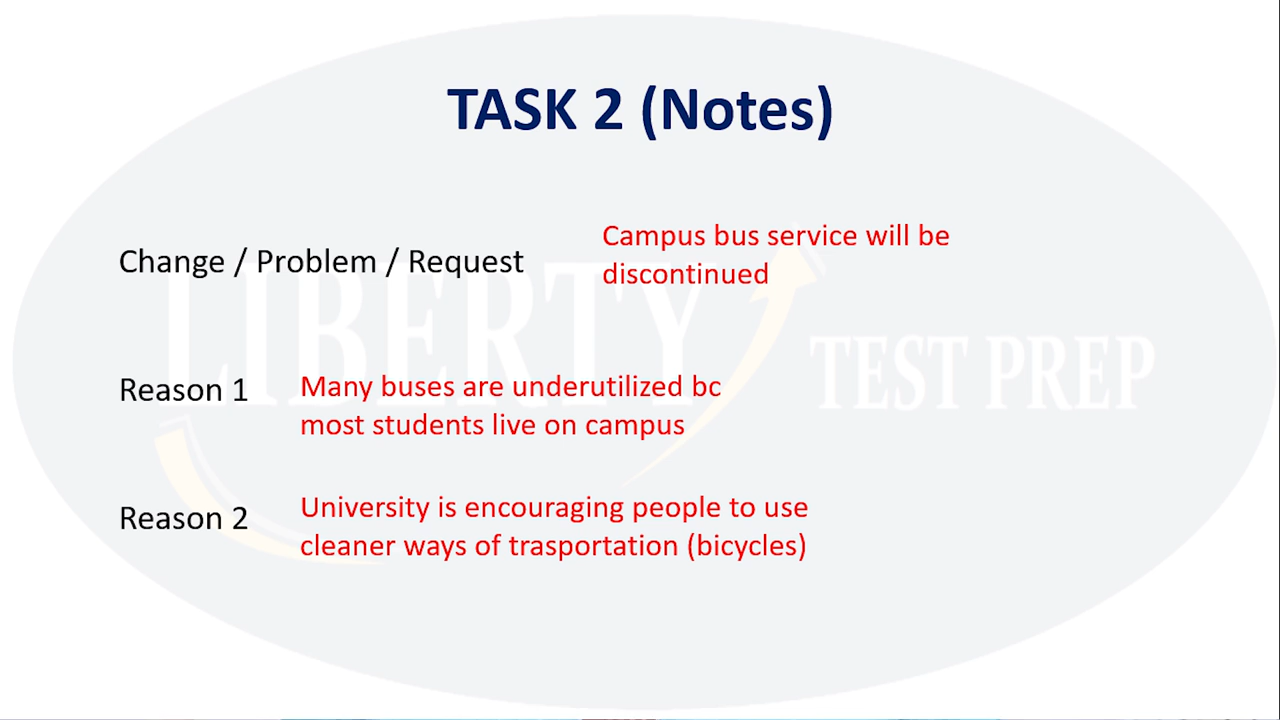 TASK 2 (Notes)
Change / Problem / Request
Campus bus service will be
discontinued
LIBERTY
TEST PREP
Reason 1
Many buses are underutilized bc
most students live on campus
Reason 2
University is encouraging people to use
cleaner ways of trasportation (bicycles)